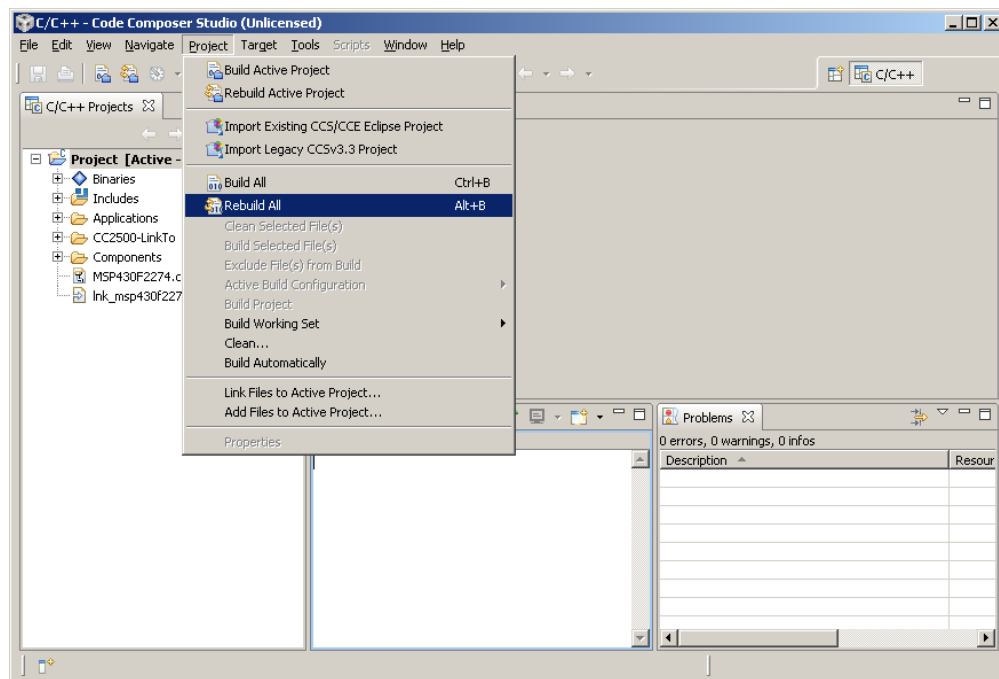 C/C++ - Code Composer Studio (Unlicensed)
File Edit View Navigate Project Target Tools Scripts Window Help
C/C++
C/C++ Projects
Project [Active -
Binaries
Includes
Applications
CC2500-LinkTo
Components
MSP430F2274.c
lnk_msp430f227
Build Active Project
Rebuild Active Project
Import Existing CCS/CCE Eclipse Project
Import Legacy CCSv3.3 Project
Build All Ctrl+B
Rebuild All Alt+B
Clean Selected File(s)
Build Selected File(s)
Exclude File(s) from Build
Active Build Configuration
Build Project
Build Working Set
Clean...
Build Automatically
Link Files to Active Project...
Add Files to Active Project...
Properties
Problems
0 errors, 0 warnings, 0 infos
Description Resour